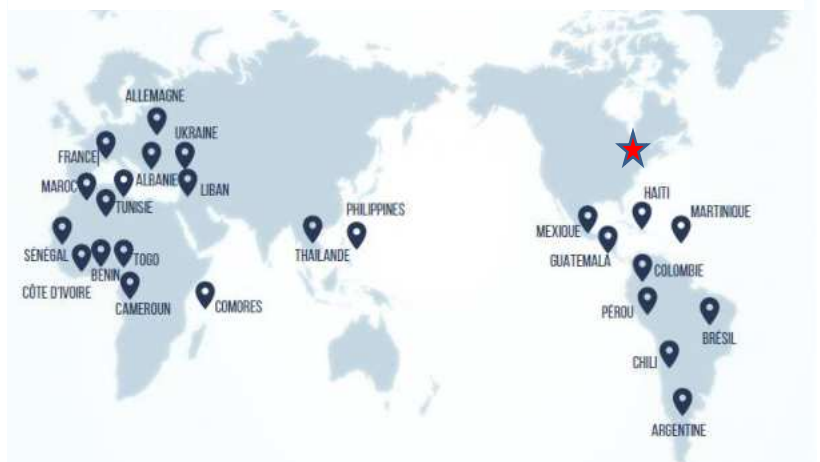 ALLEMAGNE
UKRAINE
FRANCE
ALBANIE
MAROC
LIBAN
TUNISIE
PHILIPPINES
HAITI
MARTINIQUE
MEXIQUE
SÉNÉGAL
THAILANDE
GUATEMALA
TOGO
BENIN
COLOMBIE
CÔTE D'IVOIRE
CAMEROUN
COMORES
PÉROU
BRÉSIL
CHILI
ARGENTINE